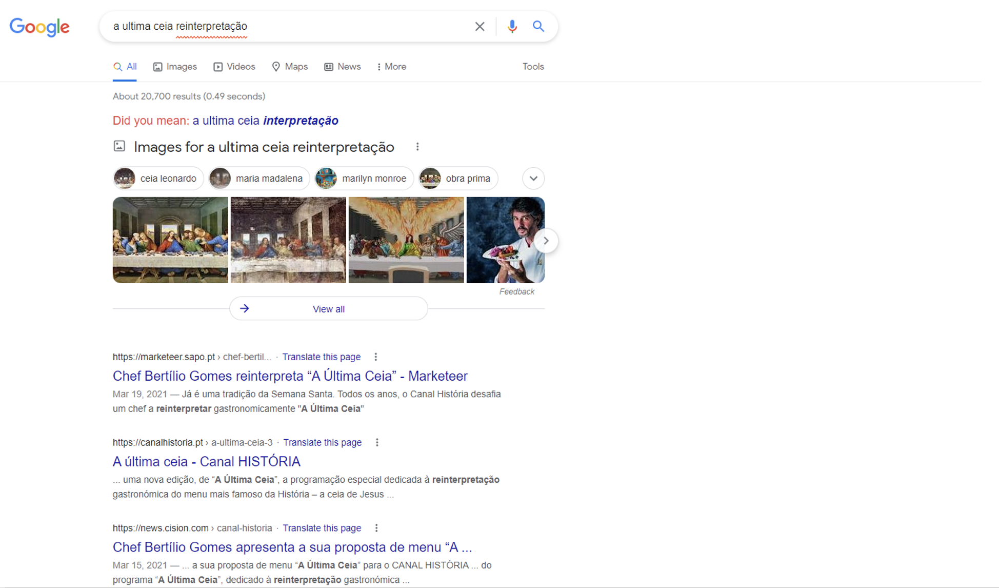 Google
a ultima ceia reinterpretação
All Images Videos Maps News More Tools
About 20,700 results (0.49 seconds)
Did you mean: a ultima ceia interpretação
Images for a ultima ceia reinterpretação
ceia leonardo maria madalena marilyn monroe obra prima
Feedback
View all
https://marketeer.sapo.pt › chef-bertil... · Translate this page
Chef Bertílio Gomes reinterpreta “A Última Ceia” - Marketeer
Mar 19, 2021 — Já é uma tradição da Semana Santa. Todos os anos, o Canal História desafia
um chef a reinterpretar gastronomicamente "A Última Ceia"
https://canalhistoria.pt › a-ultima-ceia-3 · Translate this page
A última ceia - Canal HISTÓRIA
... uma nova edição, de “A Última Ceia”, a programação especial dedicada à reinterpretação
gastronómica do menu mais famoso da História – a ceia de Jesus ...
https://news.cision.com › canal-historia · Translate this page
Chef Bertílio Gomes apresenta a sua proposta de menu “A ...
Mar 15, 2021 — ... a sua proposta de menu “A Última Ceia” para o CANAL HISTÓRIA ... do
programa “A Última Ceia”, dedicado à reinterpretação gastronómica ...